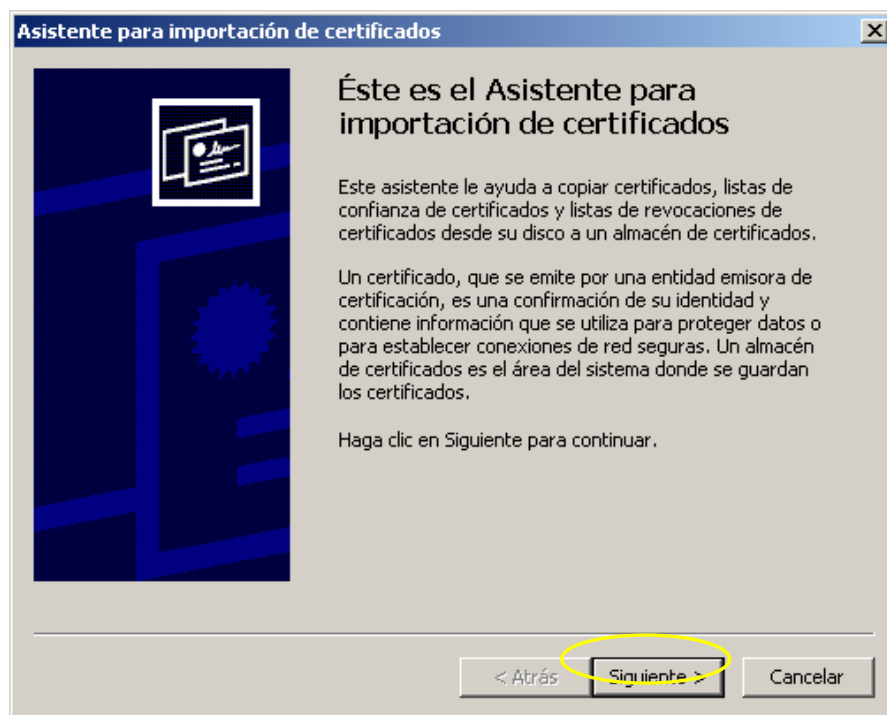 Asistente para importación de certificados
Éste es el Asistente para
importación de certificados
Este asistente le ayuda a copiar certificados, listas de
confianza de certificados y listas de revocaciones de
certificados desde su disco a un almacén de certificados.
Un certificado, que se emite por una entidad emisora de
certificación, es una confirmación de su identidad y
contiene información que se utiliza para proteger datos o
para establecer conexiones de red seguras. Un almacén
de certificados es el área del sistema donde se guardan
los certificados.
Haga clic en Siguiente para continuar.
< Atrás Siguiente > Cancelar